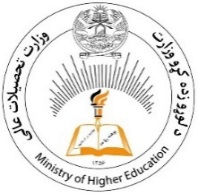 وزارت تحصیلات عالی
د لوړو زده کړو وزارت
Ministry of Higher Education